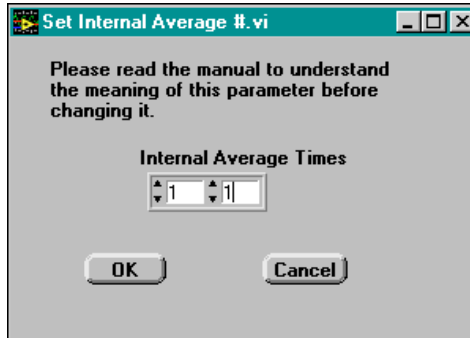 Set Internal Average #.vi
Please read the manual to understand
the meaning of this parameter before
changing it.
Internal Average Times
1 1
OK Cancel